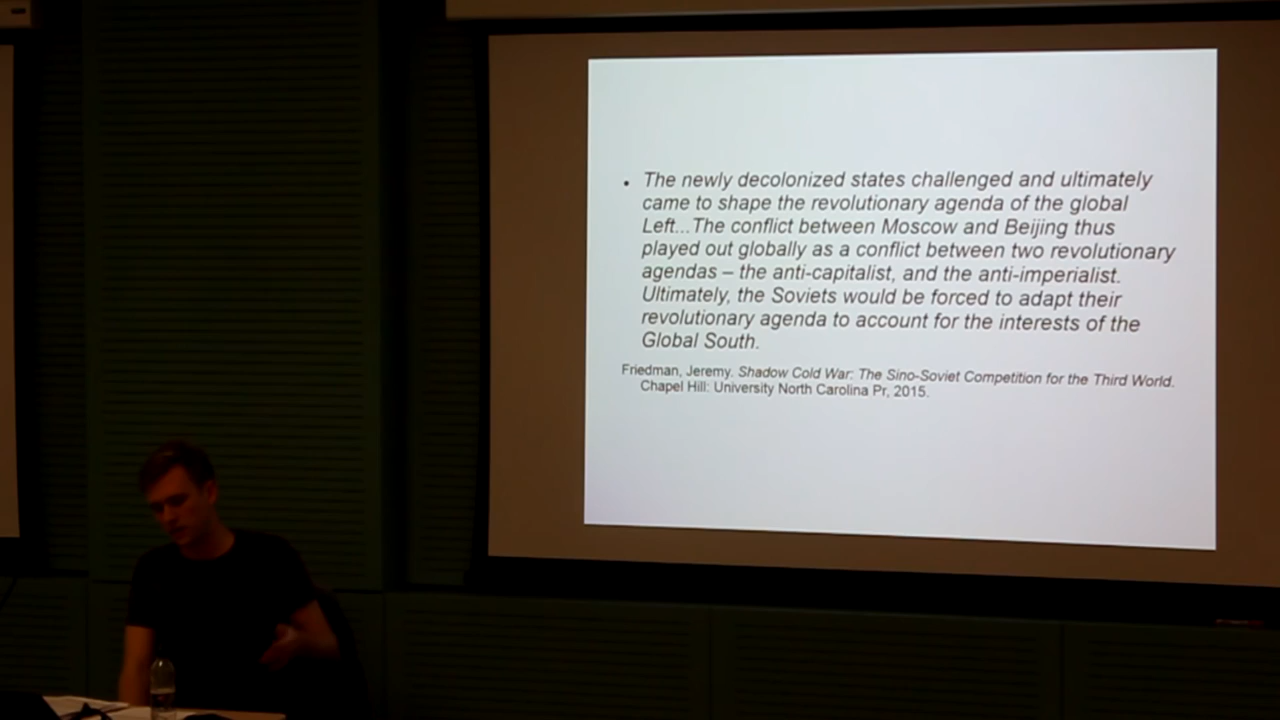 • The newly decolonized states challenged and ultimately
came to shape the revolutionary agenda of the global
Left...The conflict between Moscow and Beijing thus
played out globally as a conflict between two revolutionary
agendas – the anti-capitalist, and the anti-imperialist.
Ultimately, the Soviets would be forced to adapt their
revolutionary agenda to account for the interests of the
Global South.
Friedman, Jeremy. Shadow Cold War: The Sino-Soviet Competition for the Third World.
Chapel Hill: University North Carolina Pr, 2015.